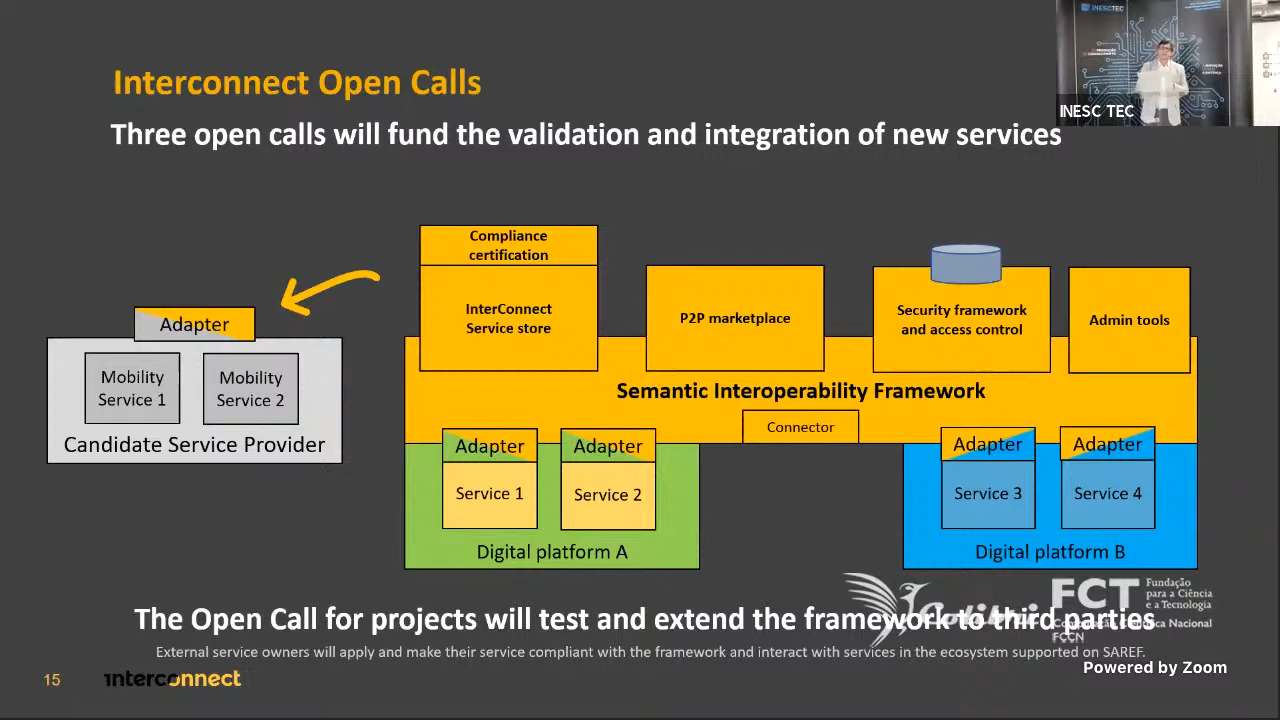 INESCTEC
INESC TEC
Interconnect Open Calls
Three open calls will fund the validation and integration of new services
Compliance
certification
InterConnect
Service store
P2P marketplace
Security framework
and access control
Admin tools
Adapter
Mobility
Service 1
Mobility
Service 2
Candidate Service Provider
Semantic Interoperability Framework
Connector
Adapter
Adapter
Adapter
Adapter
Service 1
Service 2
Service 3
Service 4
Digital platform A
Digital platform B
Colibri
FCT
Fundação
para a Ciência
e a Tecnologia
Computação Científica Nacional
FCCN
The Open Call for projects will test and extend the framework to third parties
External service owners will apply and make their service compliant with the framework and interact with services in the ecosystem supported on SAREF.
Powered by Zoom
15
interconnect